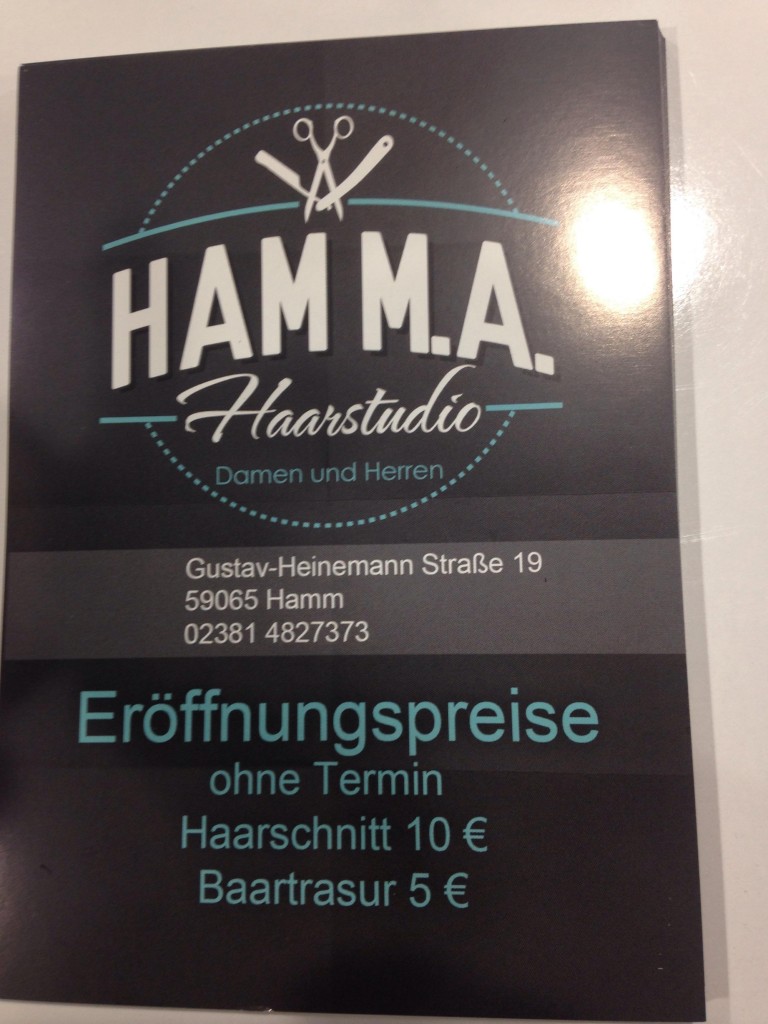 HAM M.A.
Haarstudio
Damen und Herren
Gustav-Heinemann Straße 19
59065 Hamm
02381 4827373
Eröffnungspreise
ohne Termin
Haarschnitt 10 €
Baartrasur 5 €